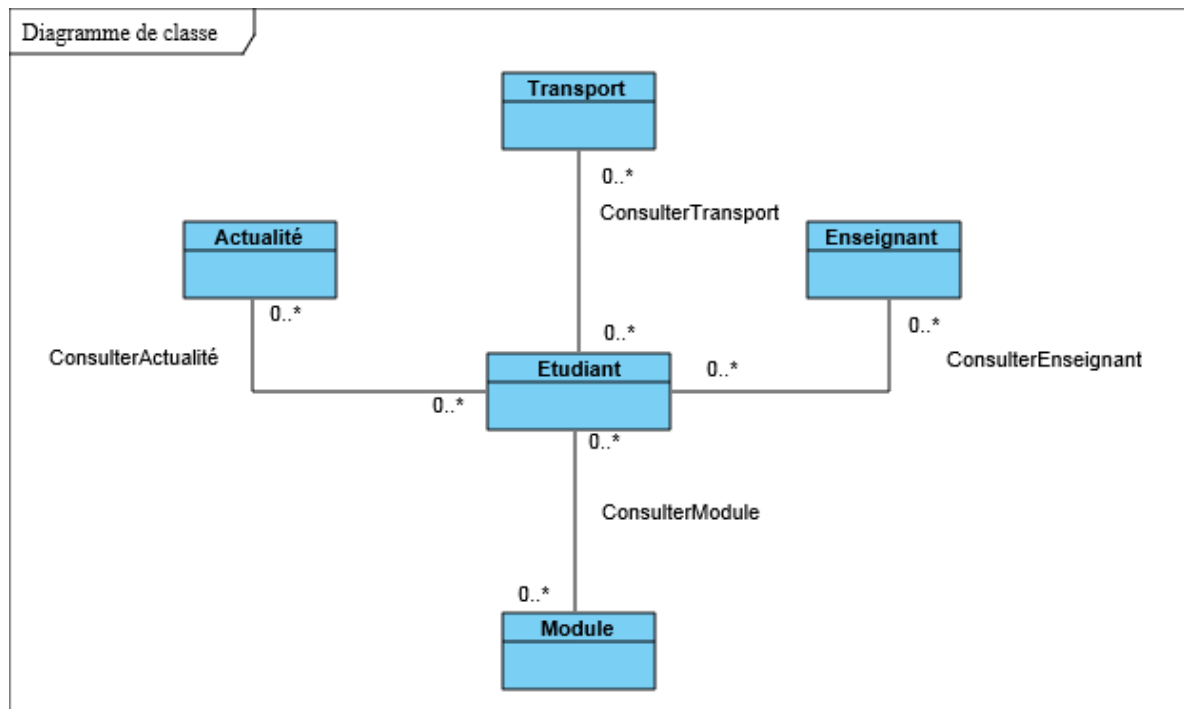 Diagramme de classe
Transport
0..*
ConsulterTransport
Actualité
Enseignant
0..*
0..*
0..*
ConsulterActualité
ConsulterEnseignant
Etudiant
0..*
0..*
0..*
ConsulterModule
0..*
Module